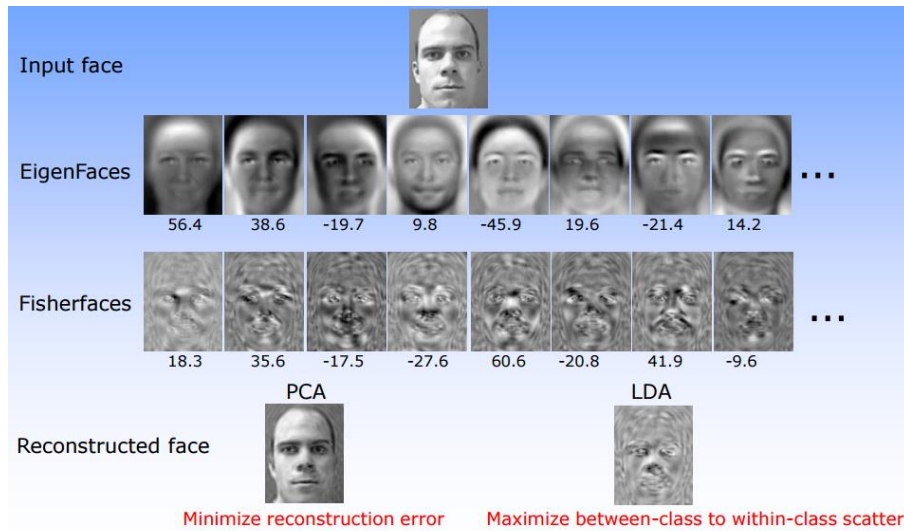 Input face
EigenFaces
...
56.4 38.6 -19.7 9.8 -45.9 19.6 -21.4 14.2
Fisherfaces
...
18.3 35.6 -17.5 -27.6 60.6 -20.8 41.9 -9.6
PCA LDA
Reconstructed face
Minimize reconstruction error Maximize between-class to within-class scatter